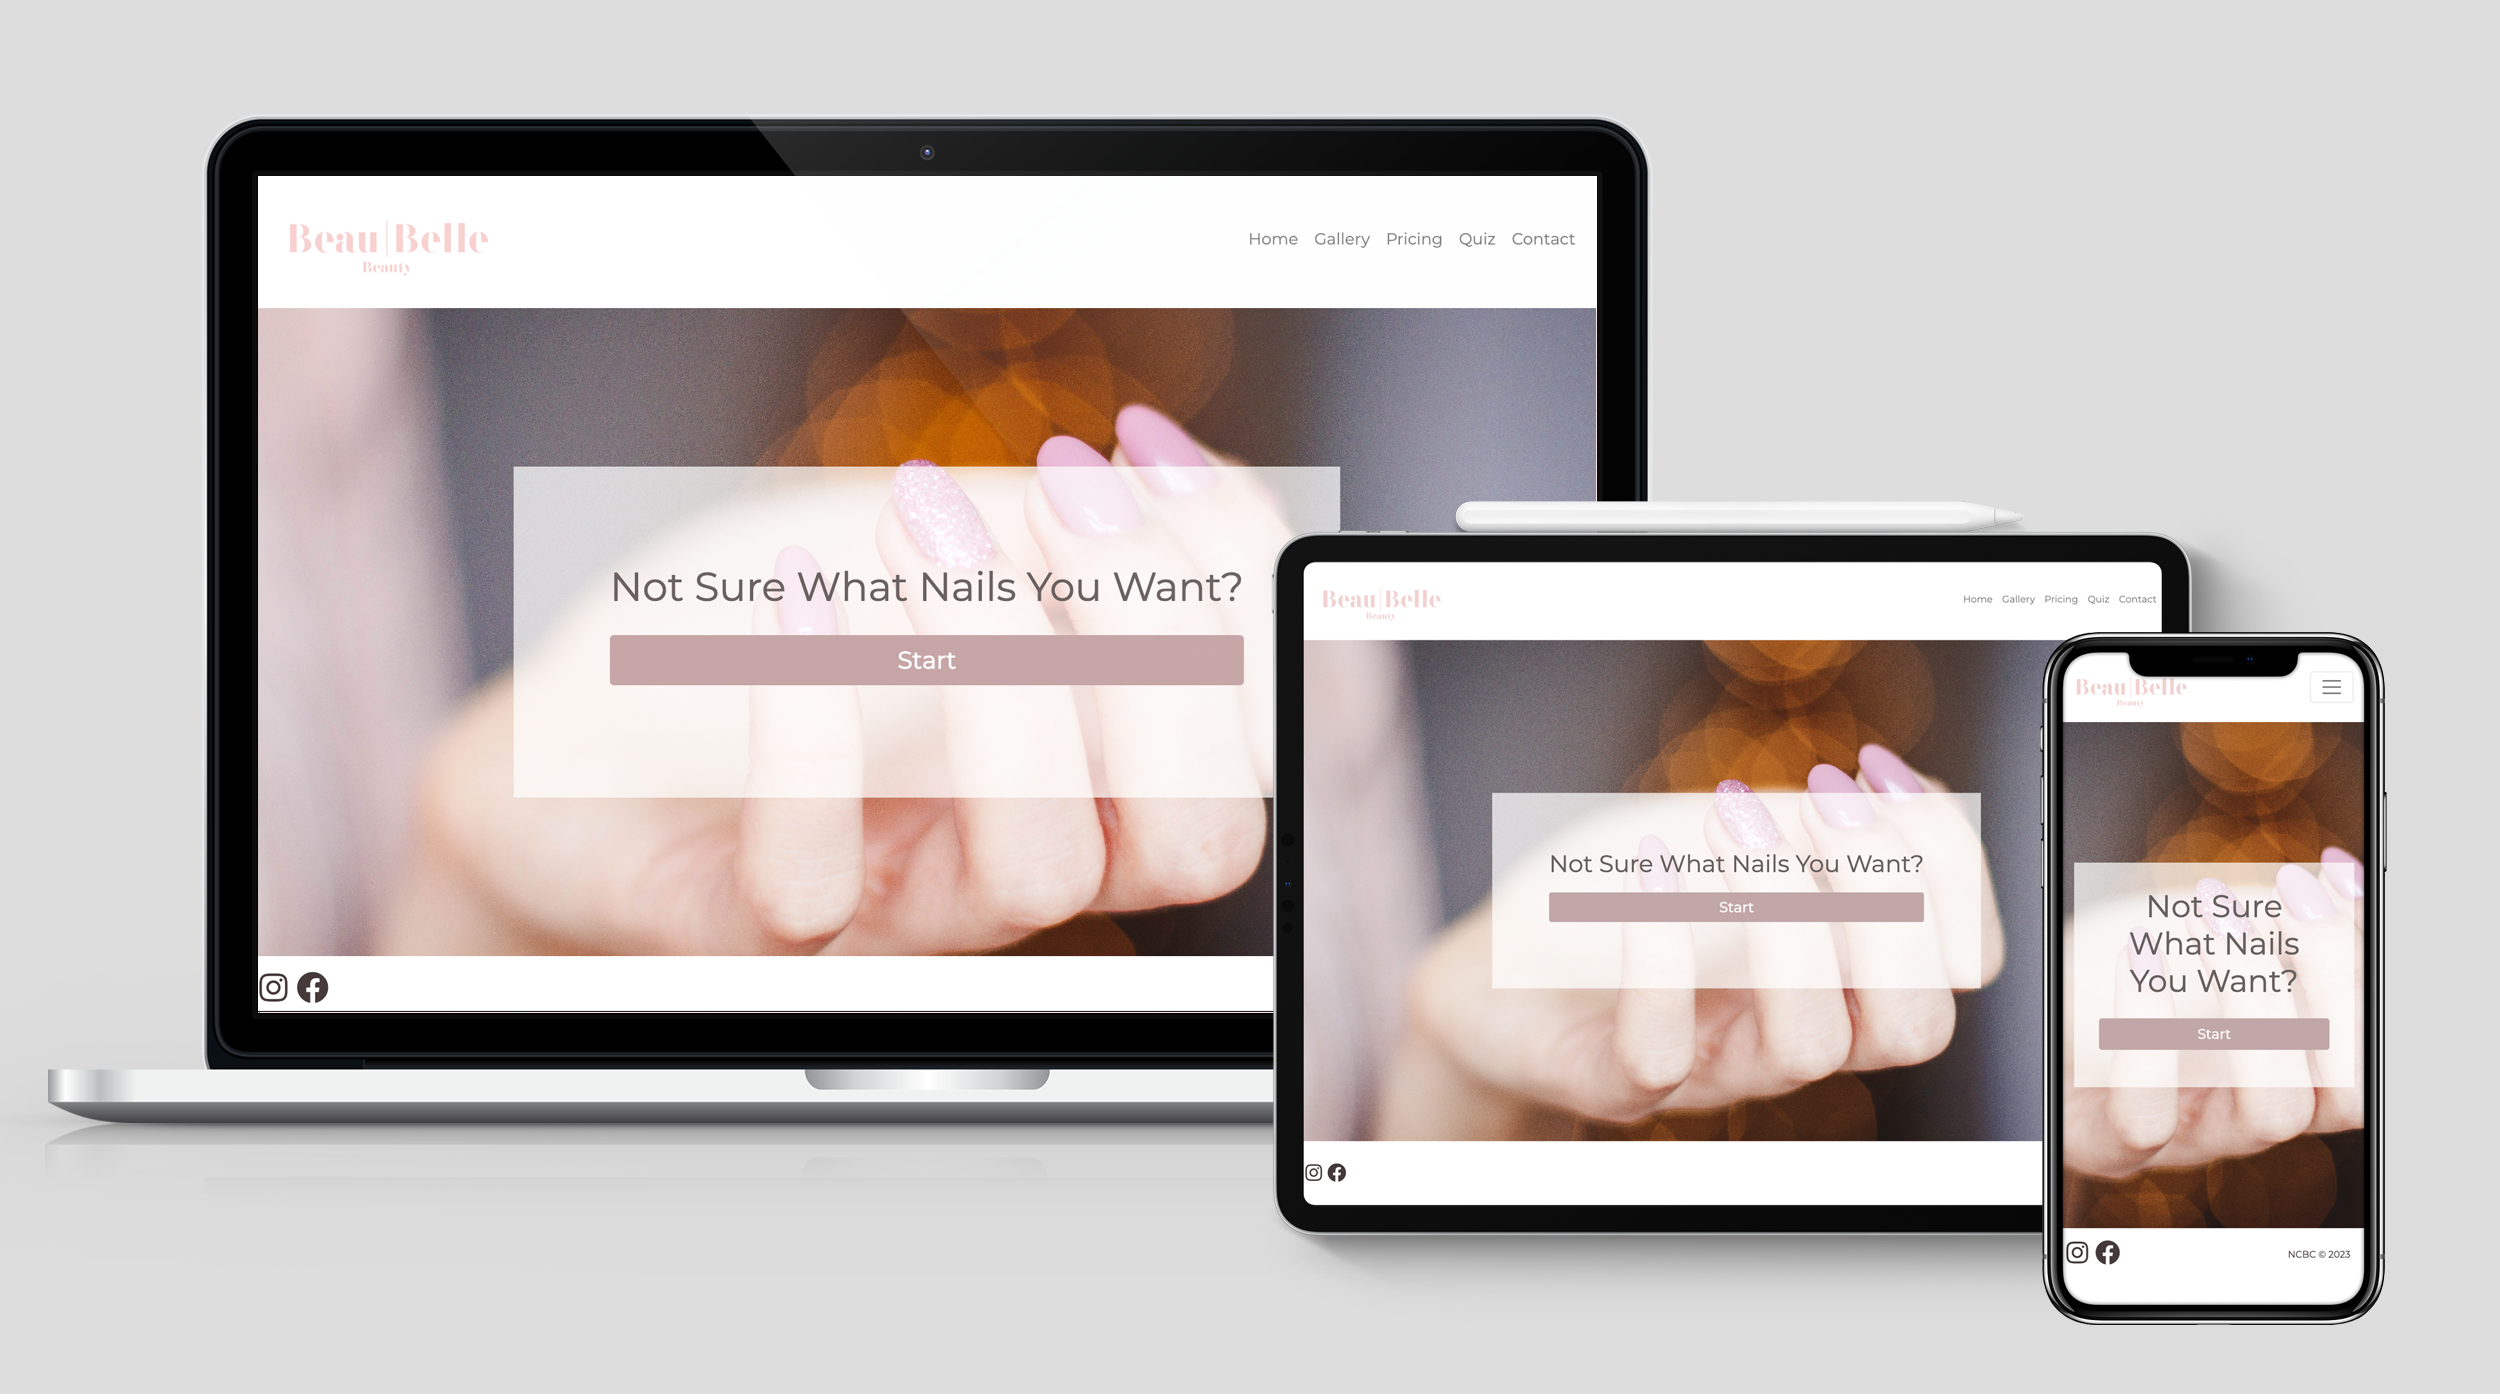 Beau|Belle
Beauty
Home Gallery Pricing Quiz Contact
Not Sure What Nails You Want?
Start
Beau|Belle
Beauty
Home Gallery Pricing Quiz Contact
Not Sure What Nails You Want?
Start
Beau|Belle
Beauty
Not Sure
What Nails
You Want?
Start
NCBC © 2023